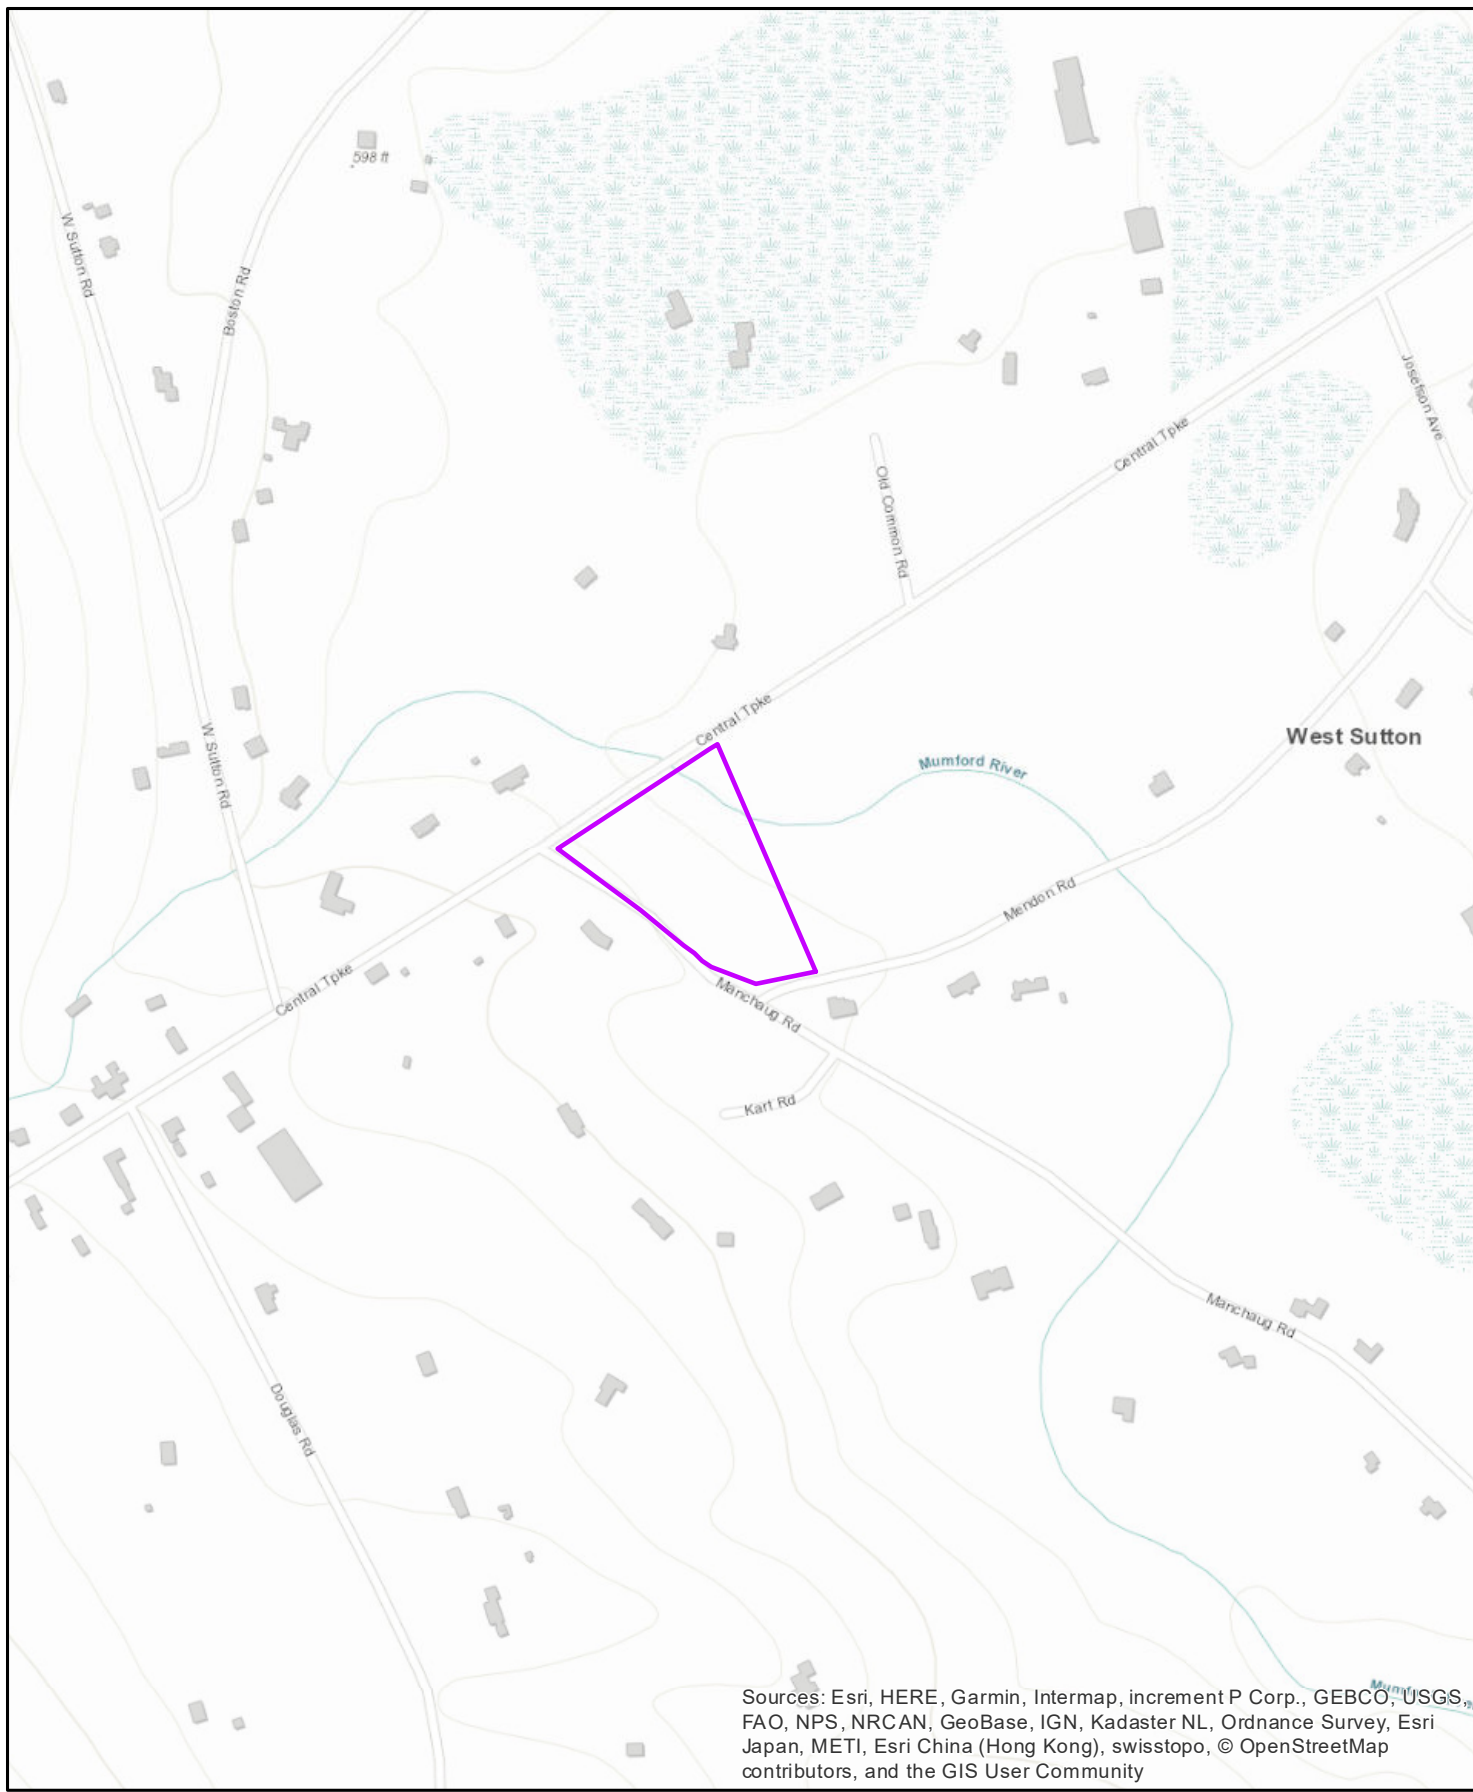 598 ft
W Sutton Rd
Boston Rd
Josefson Ave
Central Tpke
Old Common Rd
Central Tpke
W Sutton Rd
West Sutton
Mumford River
Mendon Rd
Central Tpke
Manchaug Rd
Kart Rd
Manchaug Rd
Douglas Rd
Sources: Esri, HERE, Garmin, Intermap, increment P Corp., GEBCO, USGS,
FAO, NPS, NRCAN, GeoBase, IGN, Kadaster NL, Ordnance Survey, Esri
Japan, METI, Esri China (Hong Kong), swisstopo, © OpenStreetMap
contributors, and the GIS User Community